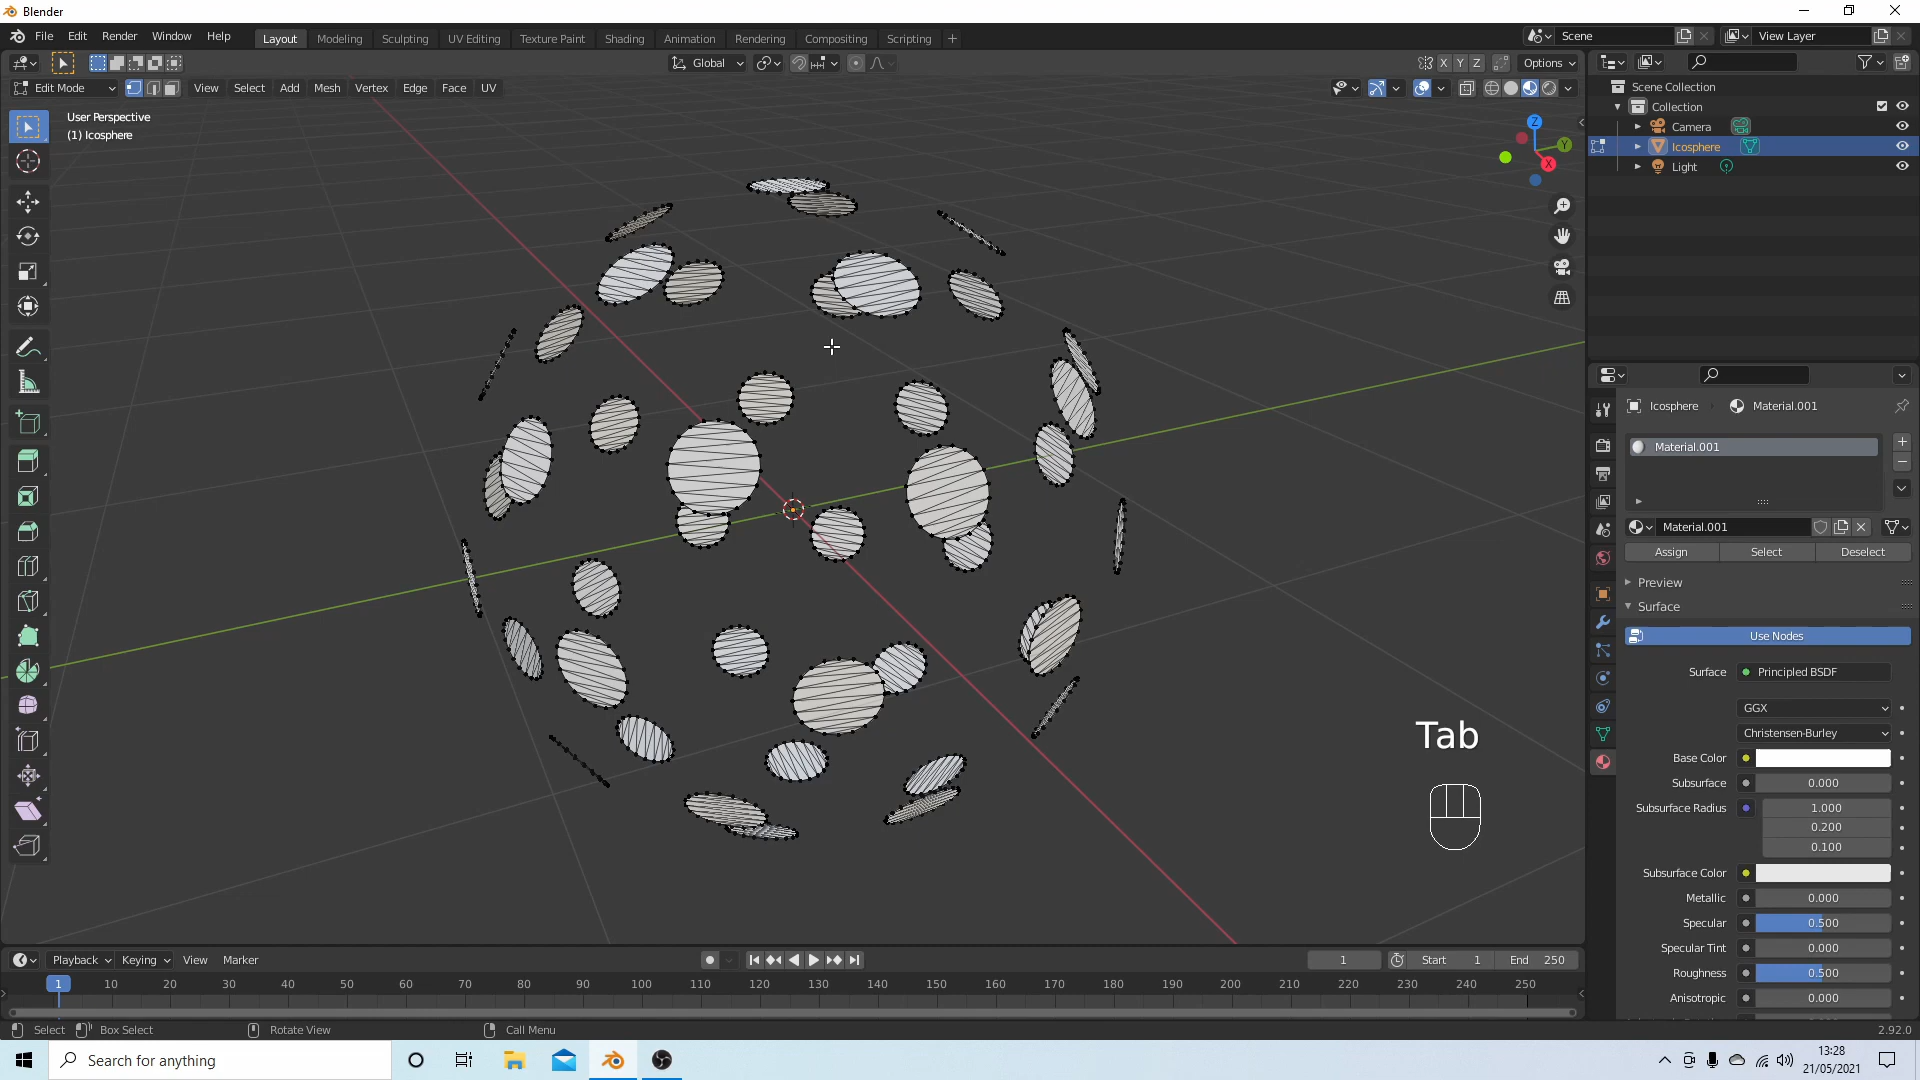 Blender
File Edit Render Window Help
Layout Modeling Sculpting UV Editing Texture Paint Shading Animation Rendering Compositing Scripting +
Scene
View Layer
Global
X Y Z
Options
Edit Mode
View Select Add Mesh Vertex Edge Face UV
User Perspective
(1) Icosphere
Z
Y
X
Tab
Scene Collection
Collection
Camera
Icosphere
Light
Icosphere
Material.001
Material.001
Material.001
Assign Select Deselect
Preview
Surface
Use Nodes
Surface Principled BSDF
GGX
Christensen-Burley
Base Color
Subsurface 0.000
Subsurface Radius 1.000
0.200
0.100
Subsurface Color
Metallic 0.000
Specular 0.500
Specular Tint 0.000
Roughness 0.500
Anisotropic 0.000
Playback Keying View Marker
1
Start 1
End 250
1 10 20 30 40 50 60 70 80 90 100 110 120 130 140 150 160 170 180 190 200 210 220 230 240 250
Select Box Select Rotate View Call Menu
2.92.0
Search for anything
13:28
21/05/2021